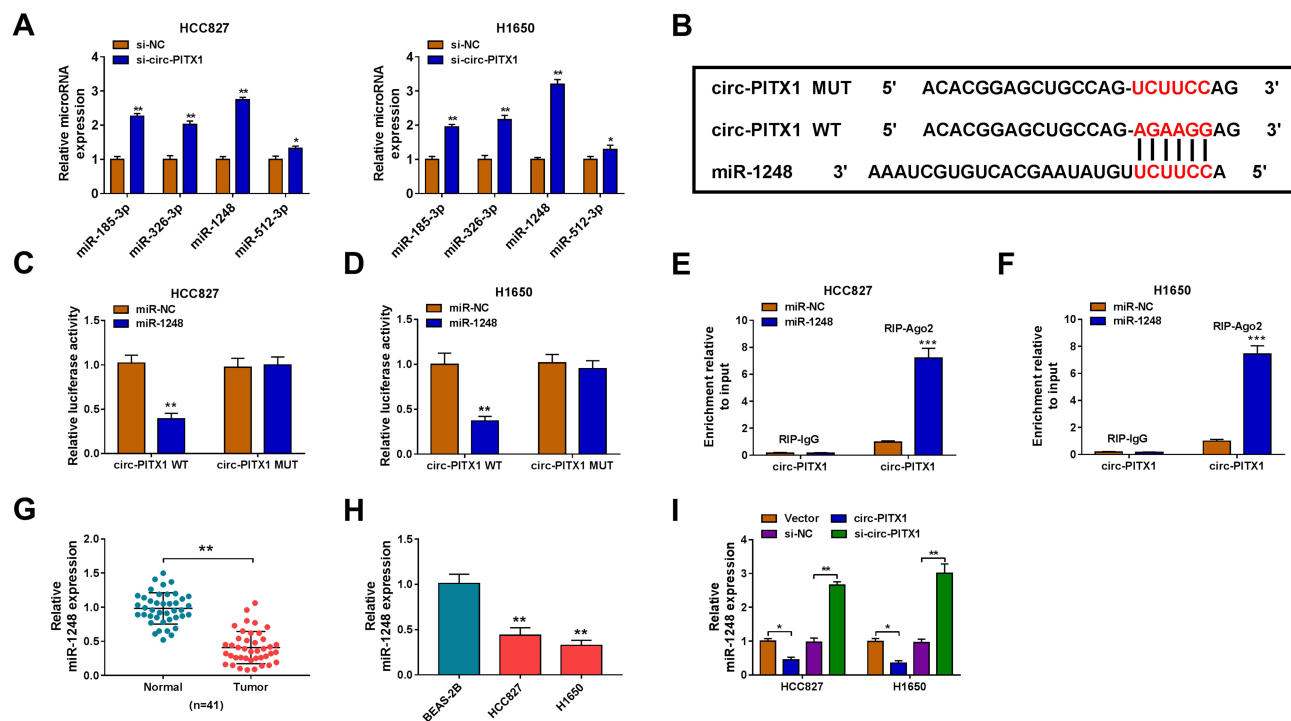 A
HCC827
si-NC
si-circ-PITX1
Relative microRNA
expression
4
3
2
1
0
**
**
**
*
miR-185-3p
miR-326-3p
miR-1248
miR-512-3p
H1650
si-NC
si-circ-PITX1
Relative microRNA
expression
4
3
2
1
0
**
**
**
*
miR-185-3p
miR-326-3p
miR-1248
miR-512-3p
B
circ-PITX1 MUT 5' ACACGGAGCUGCCAG-UCUUCCAG 3'
circ-PITX1 WT 5' ACACGGAGCUGCCAG-AGAAGGAG 3'
miR-1248 3' AAAUCGUGUCACGAAUAUGUUCUUCCA 5'
C
HCC827
miR-NC
miR-1248
Relative luciferase activity
1.5
1.0
0.5
0.0
**
circ-PITX1 WT circ-PITX1 MUT
D
H1650
miR-NC
miR-1248
Relative luciferase activity
1.5
1.0
0.5
0.0
**
circ-PITX1 WT circ-PITX1 MUT
E
HCC827
miR-NC
miR-1248
Enrichment relative
to input
10
8
6
4
2
0
RIP-Ago2
***
RIP-IgG
circ-PITX1 circ-PITX1
F
H1650
miR-NC
miR-1248
Enrichment relative
to input
10
8
6
4
2
0
RIP-Ago2
***
RIP-IgG
circ-PITX1 circ-PITX1
G
Relative
miR-1248 expression
2.0
1.5
1.0
0.5
0.0
**
Normal Tumor
(n=41)
H
Relative
miR-1248 expression
1.5
1.0
0.5
0.0
**
**
BEAS-2B
HCC827
H1650
I
Vector circ-PITX1
si-NC si-circ-PITX1
Relative
miR-1248 expression
4
3
2
1
0
*
**
*
**
HCC827 H1650